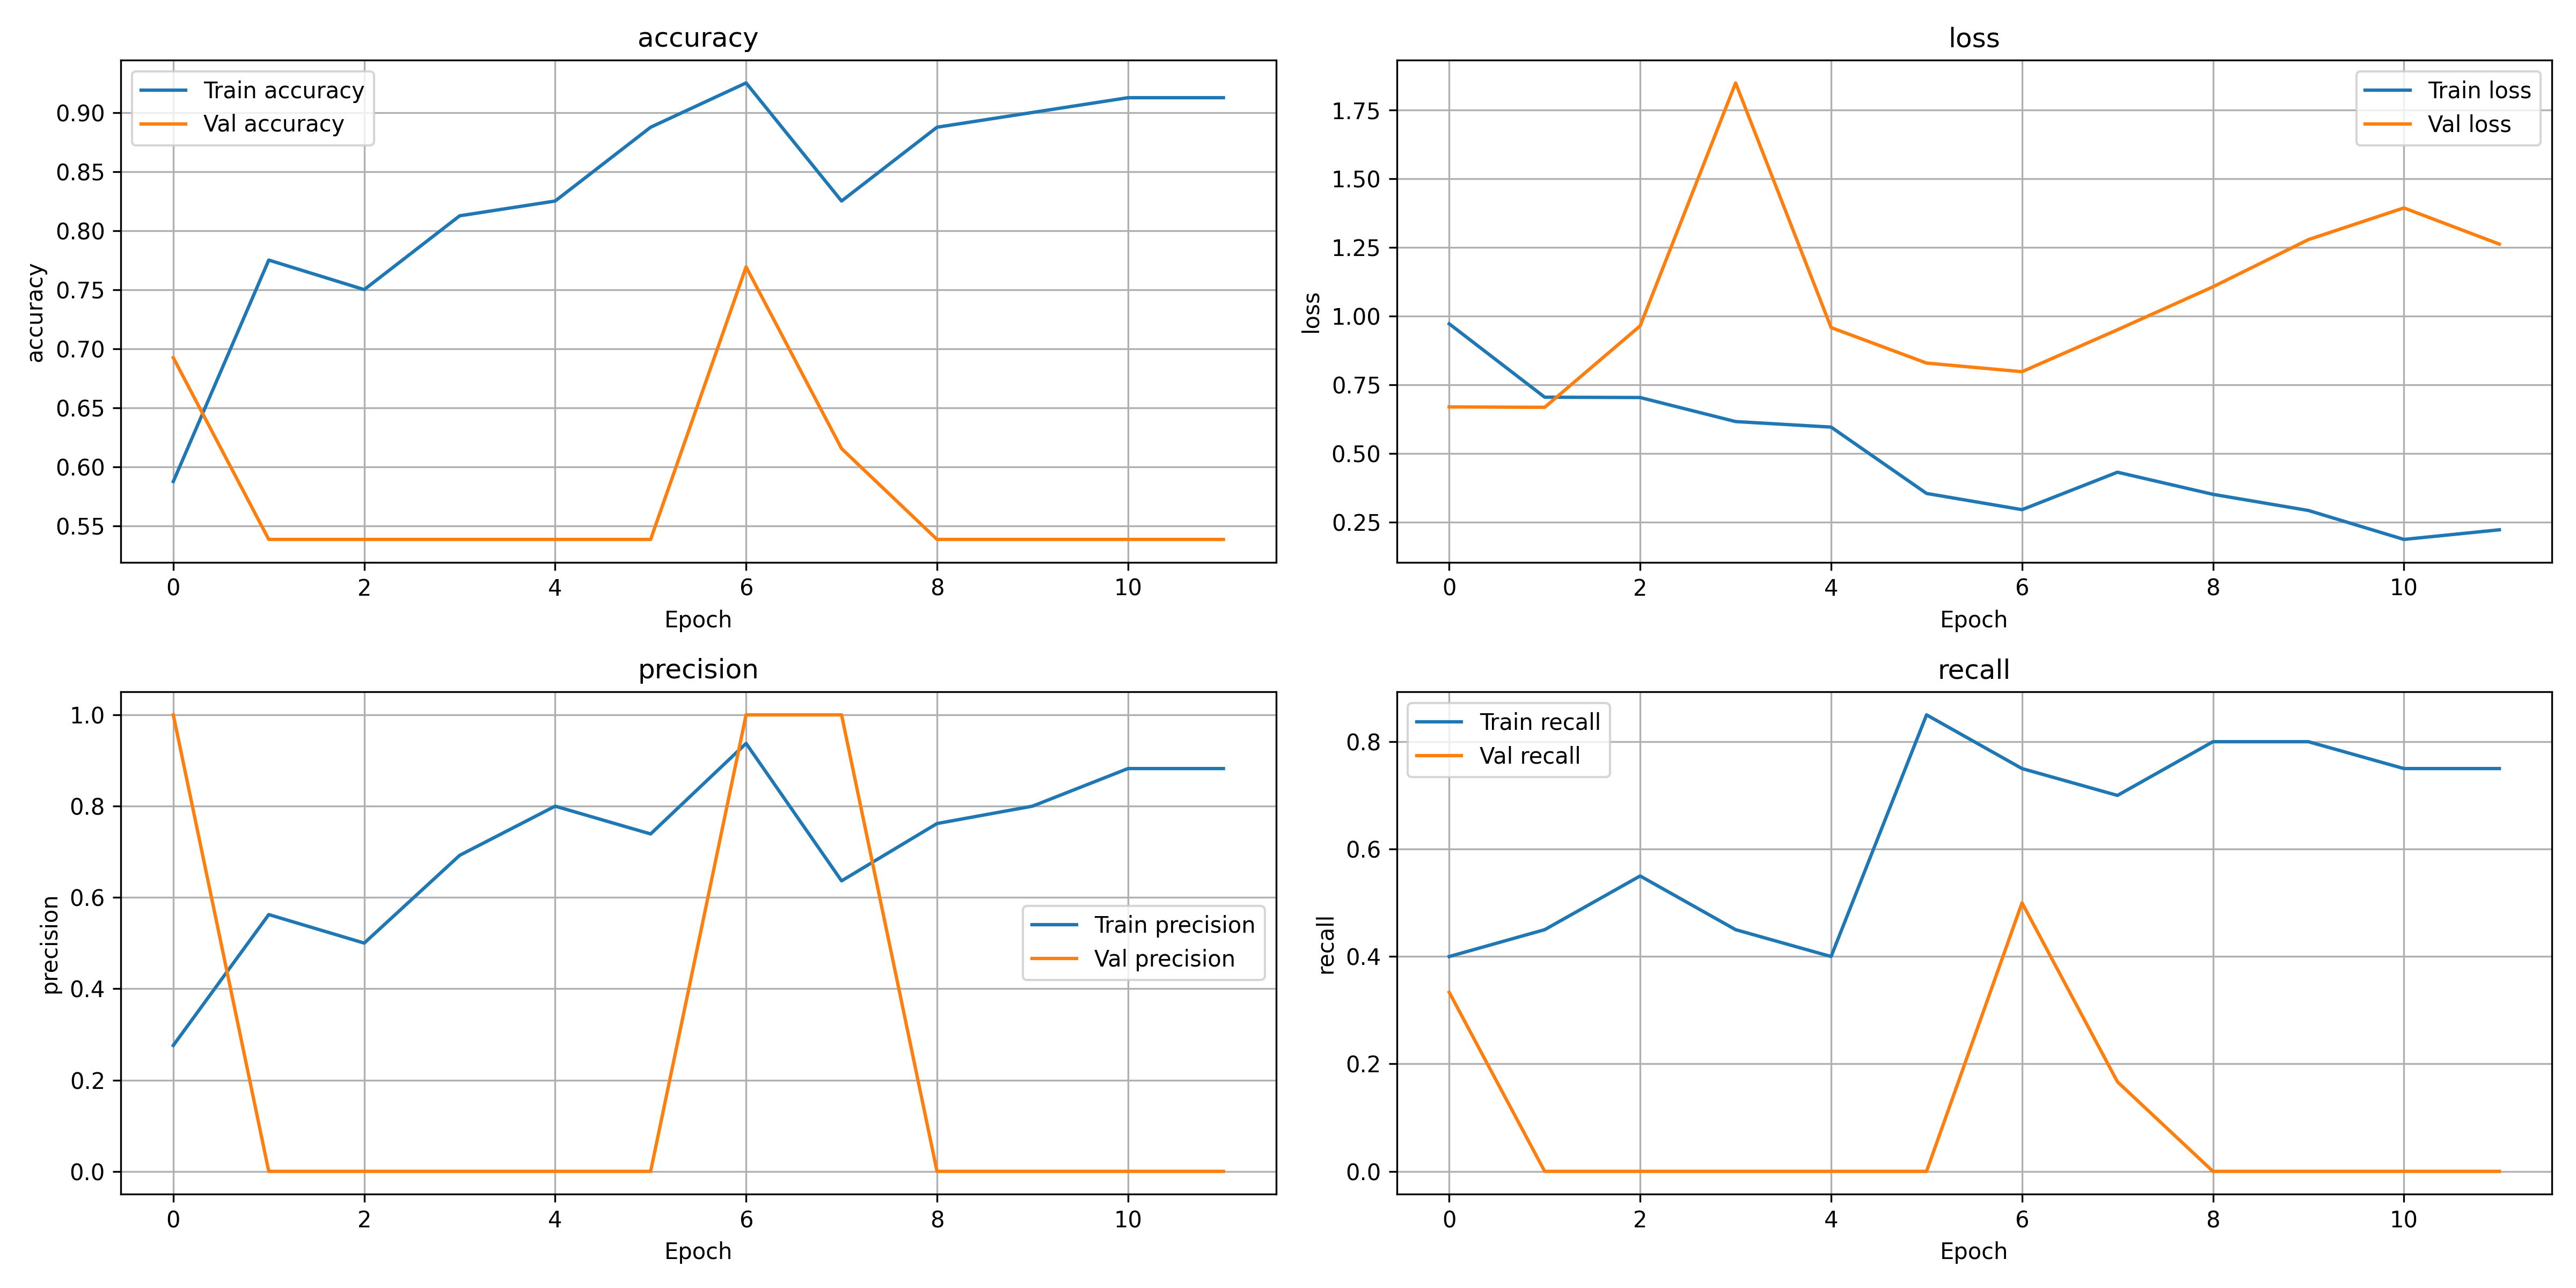 accuracy
Train accuracy
Val accuracy
0.90
0.85
0.80
0.75
0.70
0.65
0.60
0.55
accuracy
0 2 4 6 8 10
Epoch
loss
Train loss
Val loss
1.75
1.50
1.25
1.00
0.75
0.50
0.25
loss
0 2 4 6 8 10
Epoch
precision
Train precision
Val precision
1.0
0.8
0.6
0.4
0.2
0.0
precision
0 2 4 6 8 10
Epoch
recall
Train recall
Val recall
0.8
0.6
0.4
0.2
0.0
recall
0 2 4 6 8 10
Epoch